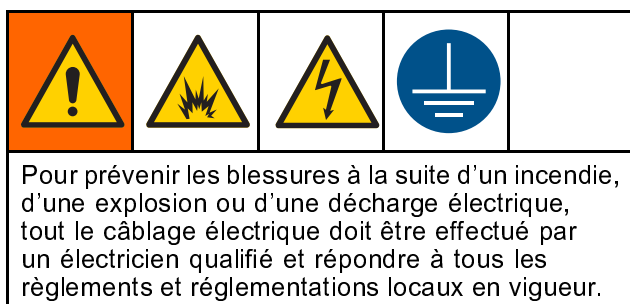 Pour prévenir les blessures à la suite d'un incendie,
d'une explosion ou d'une décharge électrique,
tout le câblage électrique doit être effectué par
un électricien qualifié et répondre à tous les
règlements et réglementations locaux en vigueur.